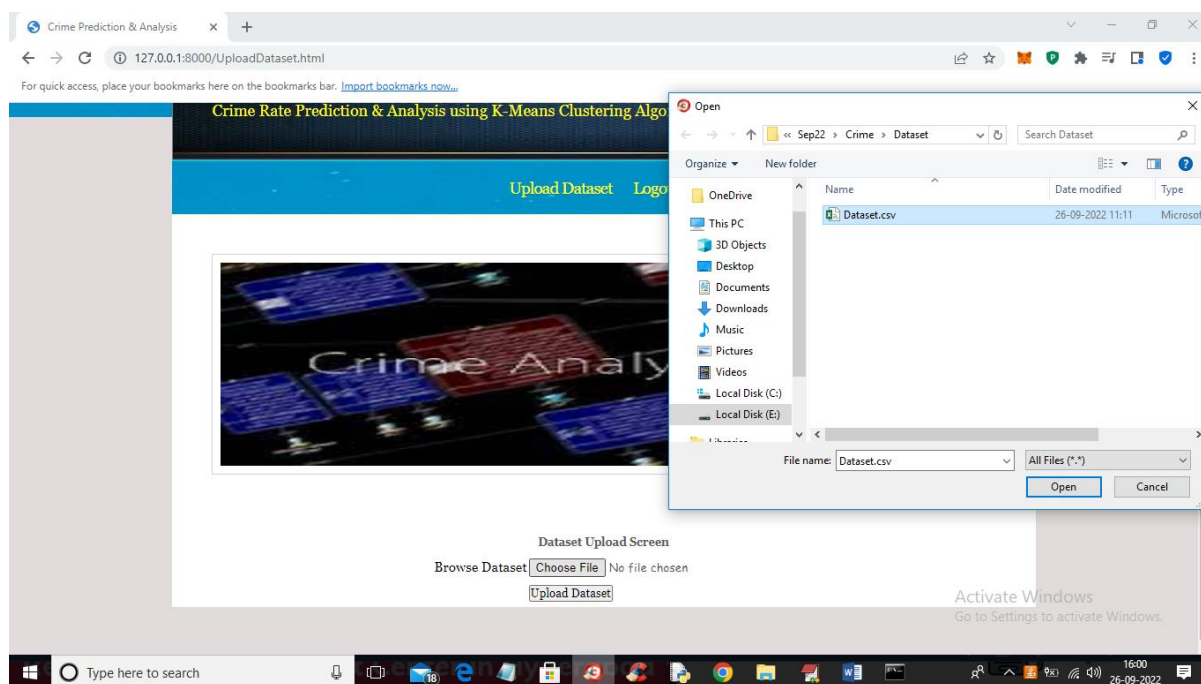 Crime Prediction & Analysis
127.0.0.1:8000/UploadDataset.html
For quick access, place your bookmarks here on the bookmarks bar. Import bookmarks now...
Crime Rate Prediction & Analysis using K-Means Clustering Algo
Upload Dataset Logo
Crime Analy
Open
« Sep22 › Crime › Dataset
Search Dataset
Organize
New folder
Name
Date modified
Type
OneDrive
This PC
3D Objects
Desktop
Documents
Downloads
Music
Pictures
Videos
Local Disk (C:)
Local Disk (E:)
Dataset.csv 26-09-2022 11:11 Microsof
File name: Dataset.csv
All Files (*.*)
Open Cancel
Dataset Upload Screen
Browse Dataset Choose File No file chosen
Upload Dataset
Activate Windows
Go to Settings to activate Windows.
Type here to search
18
16:00
26-09-2022